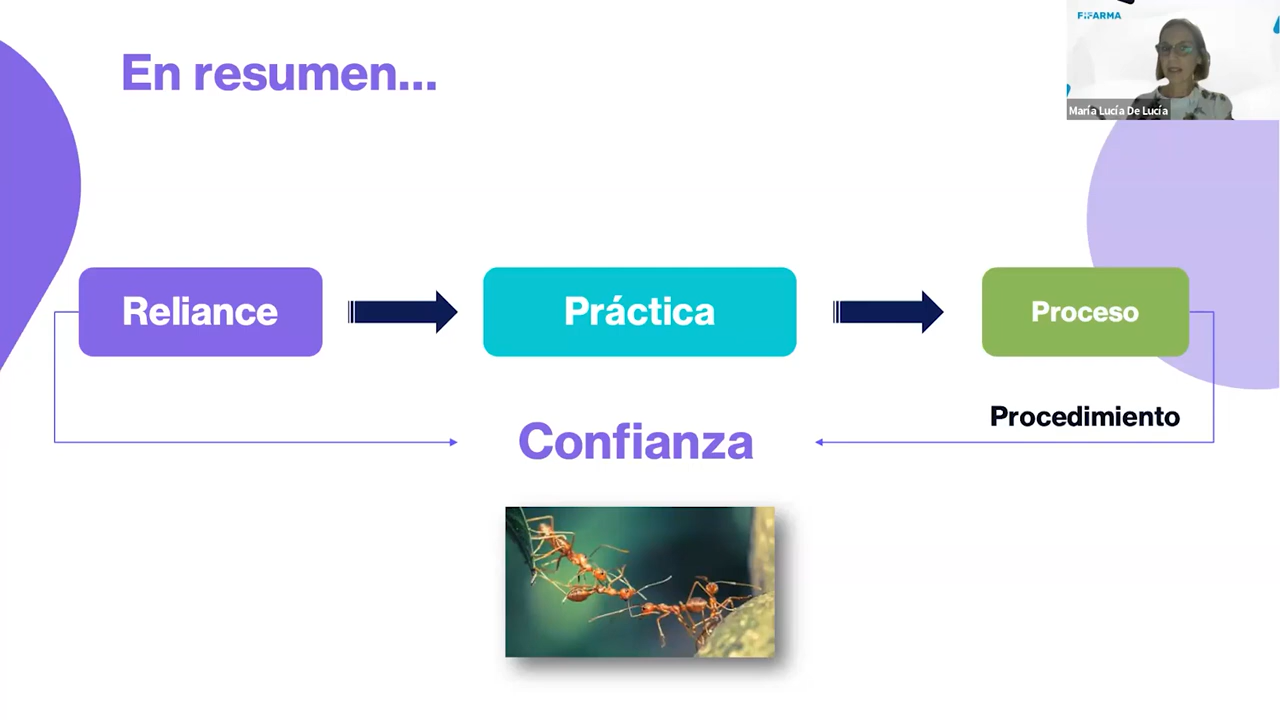 En resumen...
FIFARMA
María Lucía De Lucía
Reliance
Práctica
Proceso
Procedimiento
Confianza